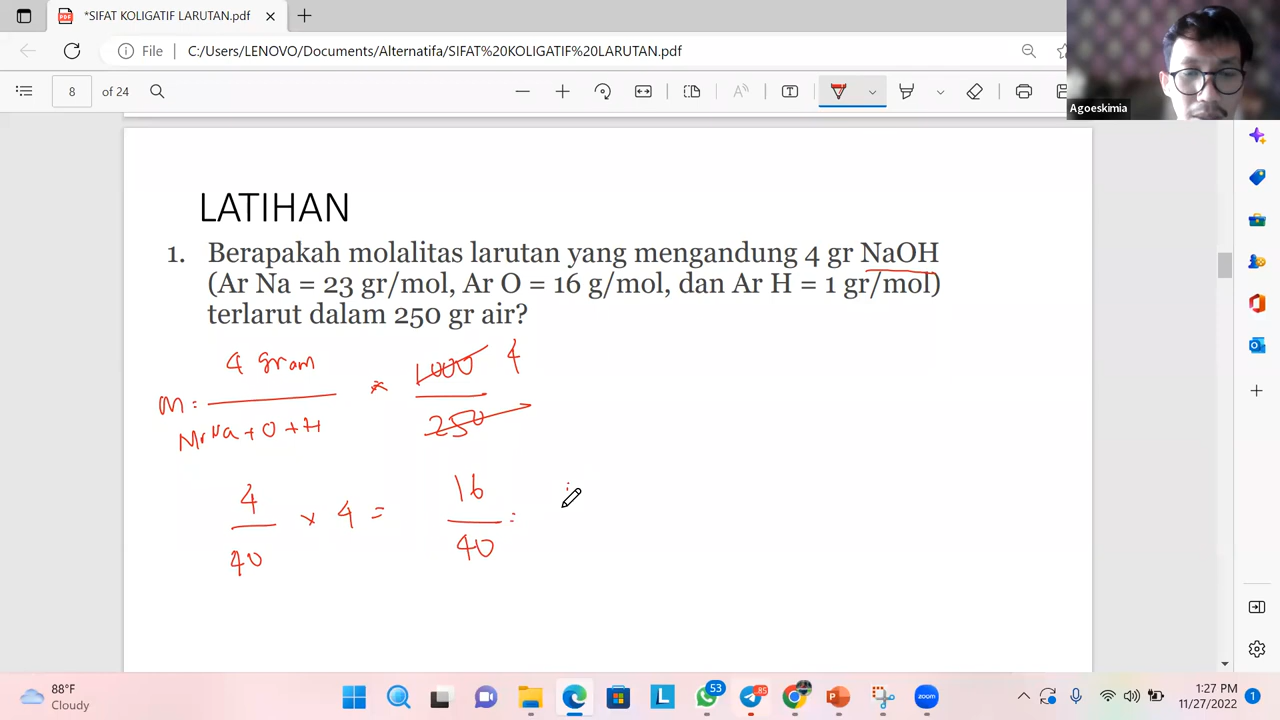 *SIFAT KOLIGATIF LARUTAN.pdf
File C:/Users/LENOVO/Documents/Alternatifa/SIFAT%20KOLIGATIF%20LARUTAN.pdf
8 of 24
Agoeskimia
LATIHAN
1. Berapakah molalitas larutan yang mengandung 4 gr NaOH
(Ar Na = 23 gr/mol, Ar O = 16 g/mol, dan Ar H = 1 gr/mol)
terlarut dalam 250 gr air?
4 gram 1000 4
m = ×
Mr Na + O + H 250
4 16
× 4 = =
40 40
88°F
Cloudy
53
85
zoom
1:27 PM
11/27/2022
1